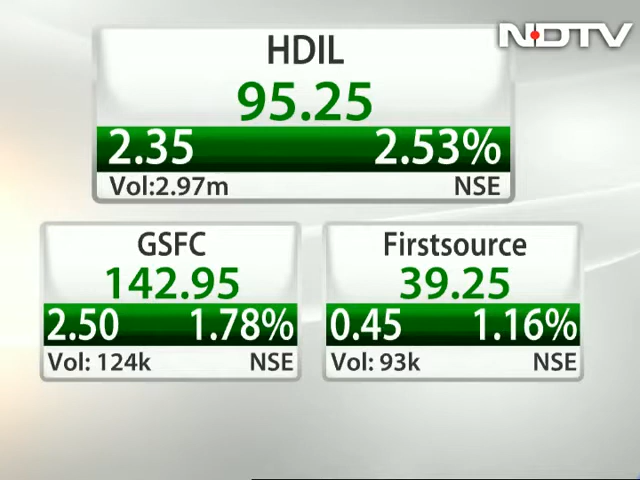 NDTV
HDIL
95.25
2.35 2.53%
Vol:2.97m NSE
GSFC
142.95
2.50 1.78%
Vol: 124k NSE
Firstsource
39.25
0.45 1.16%
Vol: 93k NSE